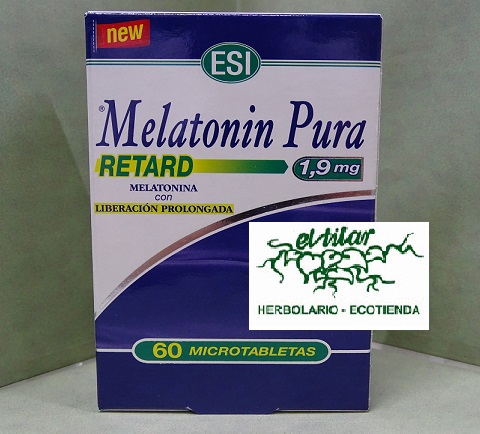 new
ESI
® Melatonin Pura
RETARD 1,9 mg
MELATONINA
con
LIBERACIÓN PROLONGADA
el tilar
HERBOLARIO - ECOTIENDA
60 MICROTABLETAS